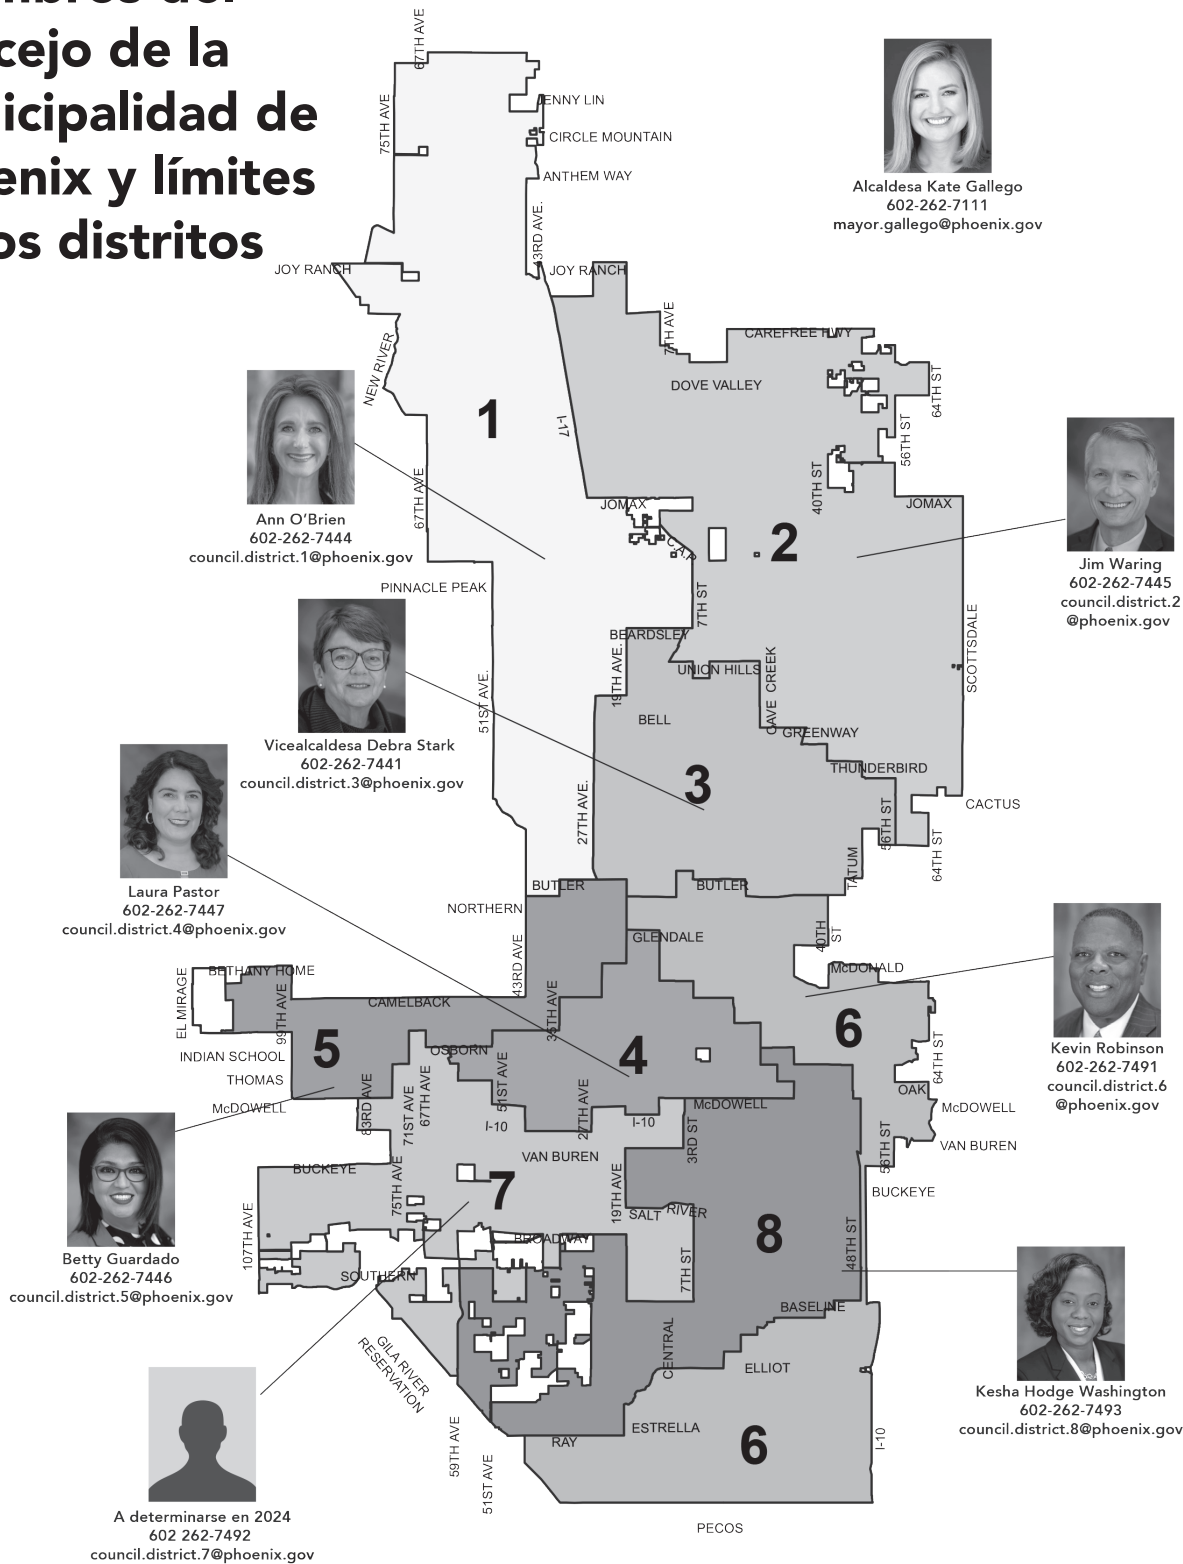 cejo de la
icipalidad de
enix y límites
os distritos
Alcaldesa Kate Gallego
602-262-7111
mayor.gallego@phoenix.gov
67TH AVE
75TH AVE
JENNY LIN
CIRCLE MOUNTAIN
ANTHEM WAY
43RD AVE.
JOY RANCH
JOY RANCH
7TH AVE
CAREFREE HWY
NEW RIVER
DOVE VALLEY
64TH ST
1
I-17
56TH ST
40TH ST
67TH AVE
JOMAX
JOMAX
Ann O'Brien
602-262-7444
council.district.1@phoenix.gov
C.A.P.
2
Jim Waring
602-262-7445
council.district.2
@phoenix.gov
PINNACLE PEAK
7TH ST
BEARDSLEY
SCOTTSDALE
19TH AVE.
UNION HILLS
CAVE CREEK
51ST AVE.
BELL
GREENWAY
Vicealcaldesa Debra Stark
602-262-7441
council.district.3@phoenix.gov
THUNDERBIRD
3
27TH AVE.
56TH ST
CACTUS
64TH ST
TATUM
BUTLER
BUTLER
Laura Pastor
602-262-7447
council.district.4@phoenix.gov
NORTHERN
GLENDALE
40TH
ST
43RD AVE
McDONALD
BETHANY HOME
EL MIRAGE
99TH AVE
CAMELBACK
35TH AVE
5
4
6
INDIAN SCHOOL
OSBORN
64TH ST
Kevin Robinson
602-262-7491
council.district.6
@phoenix.gov
THOMAS
51ST AVE
83RD AVE
67TH AVE
71ST AVE
27TH AVE
OAK
McDOWELL
McDOWELL
McDOWELL
I-10
I-10
3RD ST
VAN BUREN
VAN BUREN
56TH ST
BUCKEYE
75TH AVE
7
19TH AVE
BUCKEYE
SALT RIVER
107TH AVE
8
48TH ST
BROADWAY
Betty Guardado
602-262-7446
council.district.5@phoenix.gov
SOUTHERN
7TH ST
BASELINE
GILA RIVER
RESERVATION
CENTRAL
ELLIOT
Kesha Hodge Washington
602-262-7493
council.district.8@phoenix.gov
ESTRELLA
59TH AVE
RAY
6
I-10
51ST AVE
A determinarse en 2024
602 262-7492
council.district.7@phoenix.gov
PECOS